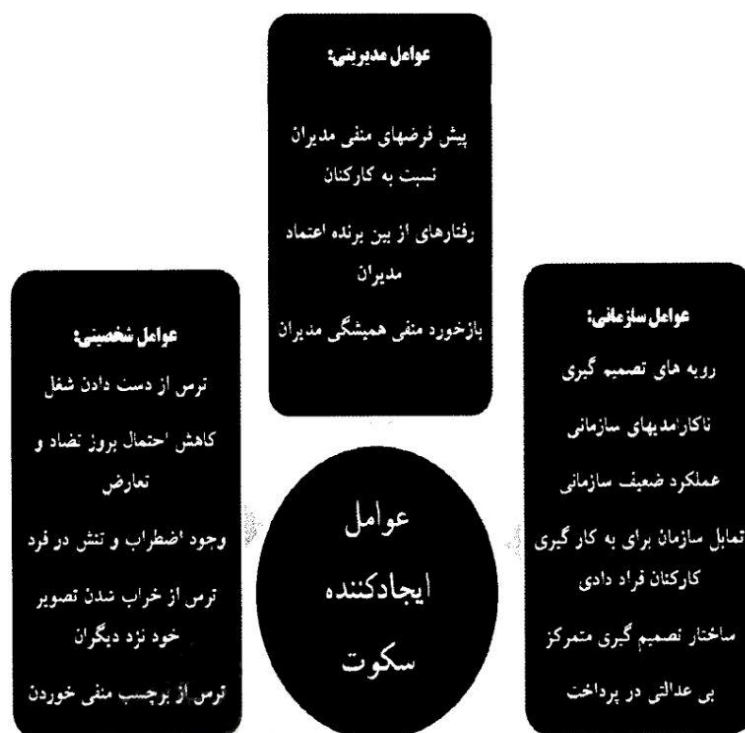 عوامل مدیریتی:
پیش فرضهای منفی مدیران
نسبت به کارکنان
رفتارهای از بین برنده اعتماد
مدیران
بازخورد منفی همیشگی مدیران
عوامل سازمانی:
رویه های تصمیم گیری
ناکارامدیهای سازمانی
عملکرد ضعیف سازمانی
تمایل سازمان برای به کار گیری
کارکنان قراد دادی
ساختار تصمیم گیری متمرکز
بی عدالتی در پرداخت
عوامل
ایجادکننده
سکوت
عوامل شخصیتی:
ترس از دست دادن شغل
کاهش احتمال بروز تضاد و
تعارض
وجود اضطراب و تنش در فرد
ترس از خراب شدن تصویر
خود نزد دیگران
ترس از برچسب منفی خوردن